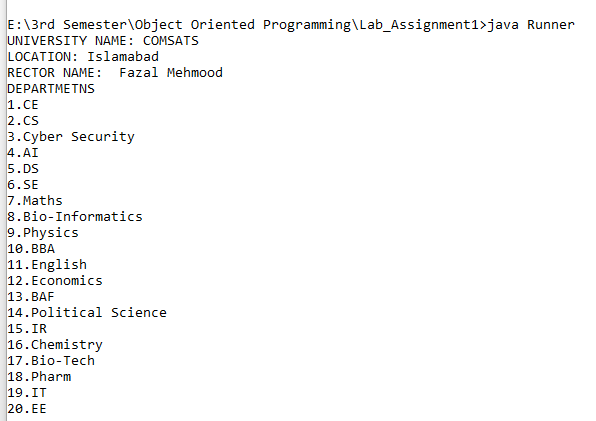 E:\3rd Semester\Object Oriented Programming\Lab_Assignment1>java Runner
UNIVERSITY NAME: COMSATS
LOCATION: Islamabad
RECTOR NAME:  Fazal Mehmood
DEPARTMETNS
1.CE
2.CS
3.Cyber Security
4.AI
5.DS
6.SE
7.Maths
8.Bio-Informatics
9.Physics
10.BBA
11.English
12.Economics
13.BAF
14.Political Science
15.IR
16.Chemistry
17.Bio-Tech
18.Pharm
19.IT
20.EE